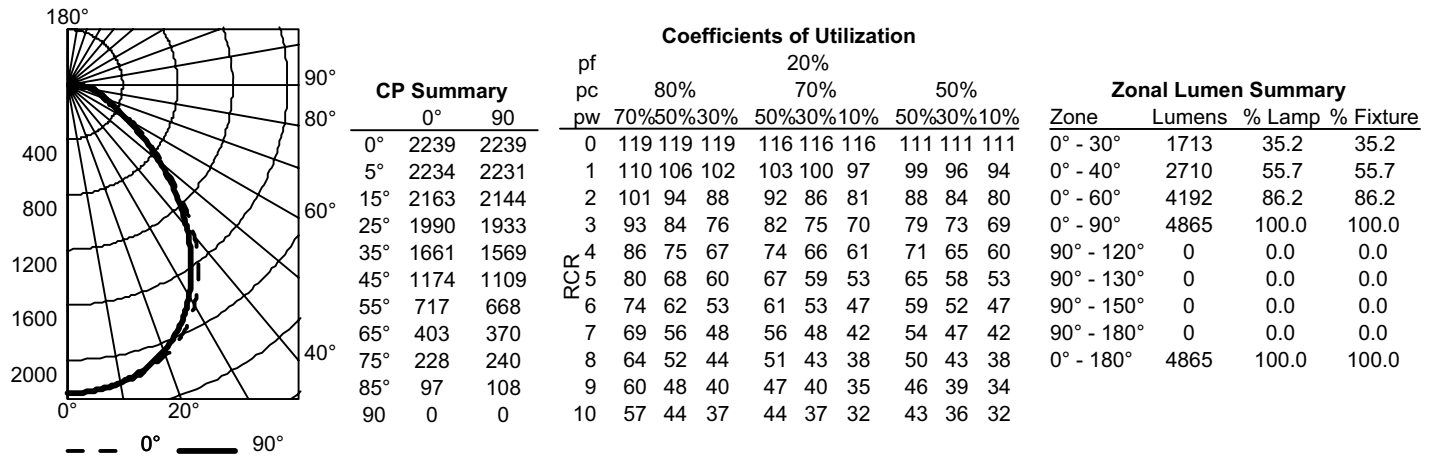 180°
90°
80°
60°
40°
400
800
1200
1600
2000
0° 20°
0° 90°
CP Summary
0° 90
0° 2239 2239
5° 2234 2231
15° 2163 2144
25° 1990 1933
35° 1661 1569
45° 1174 1109
55° 717 668
65° 403 370
75° 228 240
85° 97 108
90 0 0
Coefficients of Utilization
pf 20%
pc 80% 70% 50%
pw 70%50%30% 50%30%10% 50%30%10%
RCR
0 119 119 119 116 116 116 111 111 111
1 110 106 102 103 100 97 99 96 94
2 101 94 88 92 86 81 88 84 80
3 93 84 76 82 75 70 79 73 69
4 86 75 67 74 66 61 71 65 60
5 80 68 60 67 59 53 65 58 53
6 74 62 53 61 53 47 59 52 47
7 69 56 48 56 48 42 54 47 42
8 64 52 44 51 43 38 50 43 38
9 60 48 40 47 40 35 46 39 34
10 57 44 37 44 37 32 43 36 32
Zonal Lumen Summary
Zone Lumens % Lamp % Fixture
0° - 30° 1713 35.2 35.2
0° - 40° 2710 55.7 55.7
0° - 60° 4192 86.2 86.2
0° - 90° 4865 100.0 100.0
90° - 120° 0 0.0 0.0
90° - 130° 0 0.0 0.0
90° - 150° 0 0.0 0.0
90° - 180° 0 0.0 0.0
0° - 180° 4865 100.0 100.0